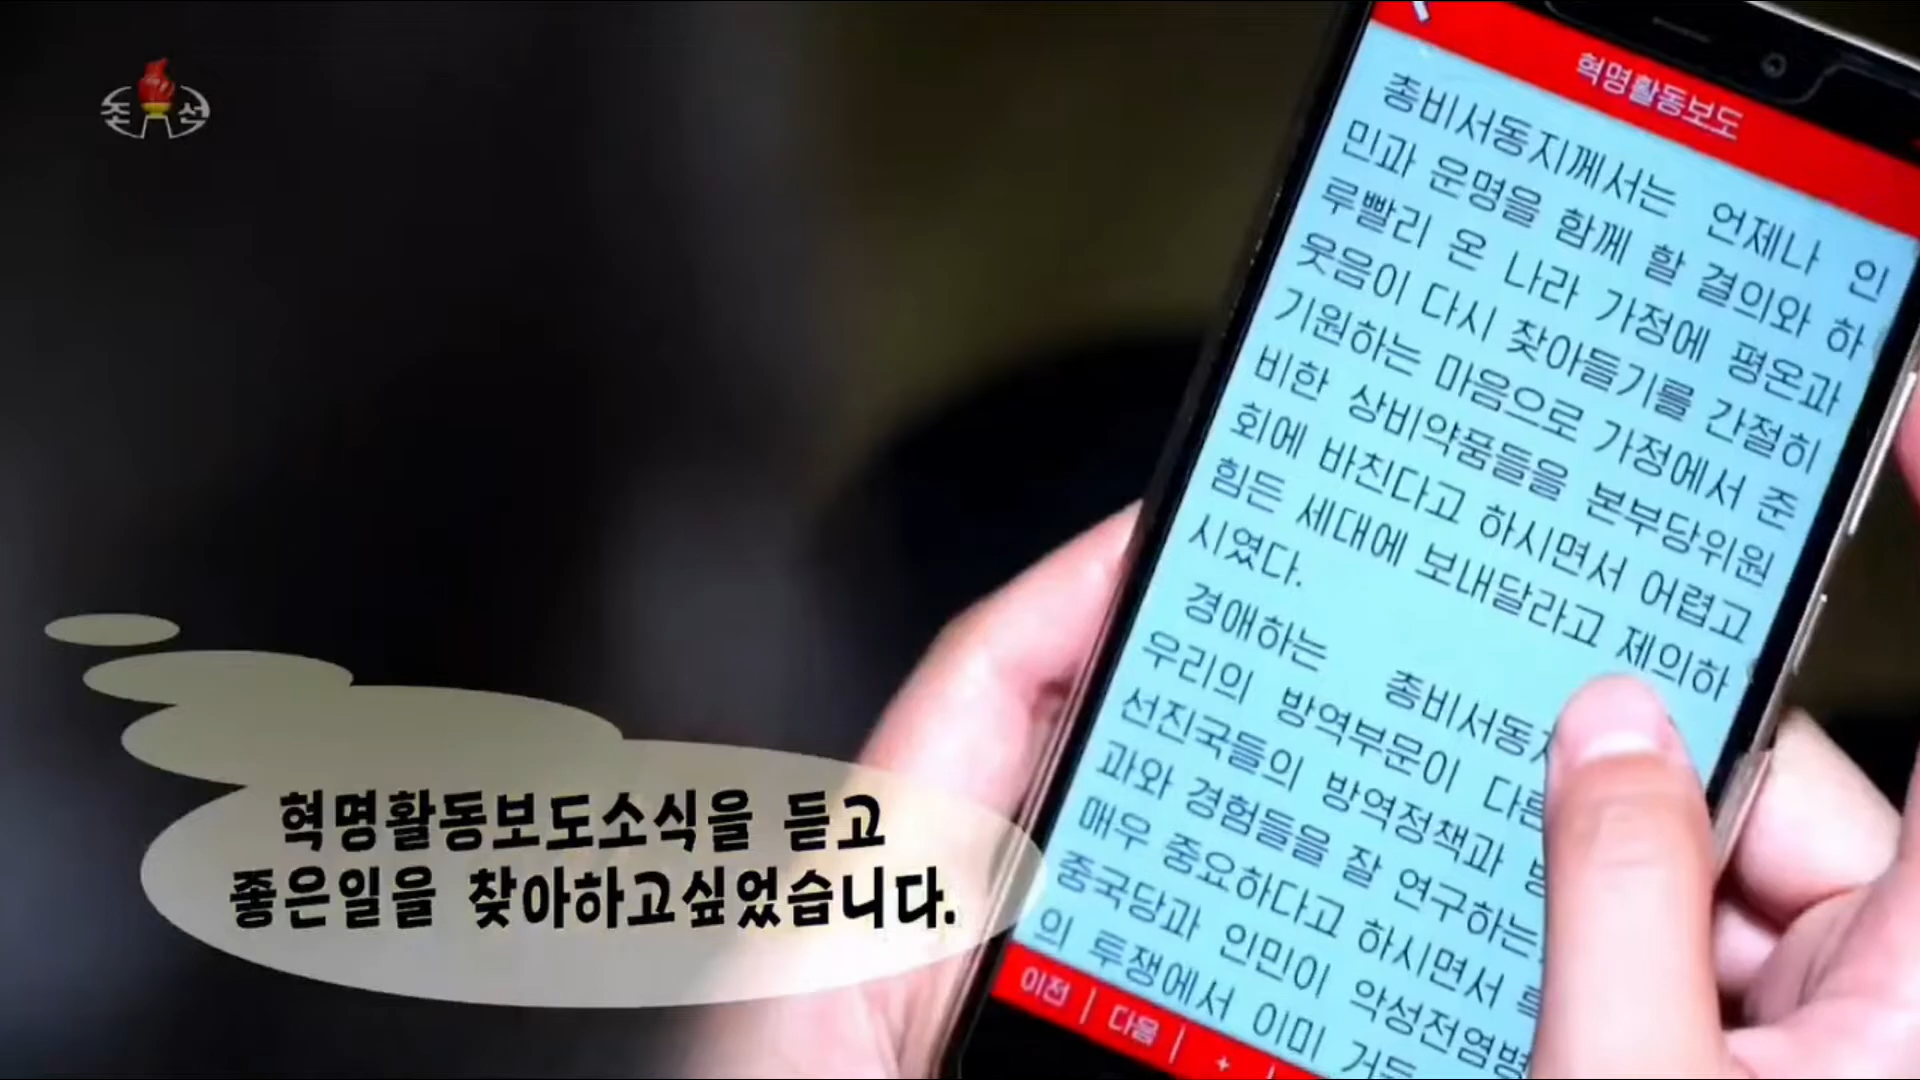 조선
혁명활동보도
총비서동지께서는 언제나 인
민과 운명을 함께 할 결의와 하
루빨리 온 나라 가정에 평온과
웃음이 다시 찾아들기를 간절히
기원하는 마음으로 가정에서 준
비한 상비약품들을 본부당위원
회에 바친다고 하시면서 어렵고
힘든 세대에 보내달라고 제의하
시였다.
경애하는 총비서동
우리의 방역부문이 다른
선진국들의 방역정책과
과와 경험들을 잘 연구하는
매우 중요하다고 하시면서
중국당과 인민이 악성전염병
의 투쟁에서 이미 거둔
이전 | 다음 | + |
혁명활동보도소식을 듣고
좋은일을 찾아하고싶었습니다.